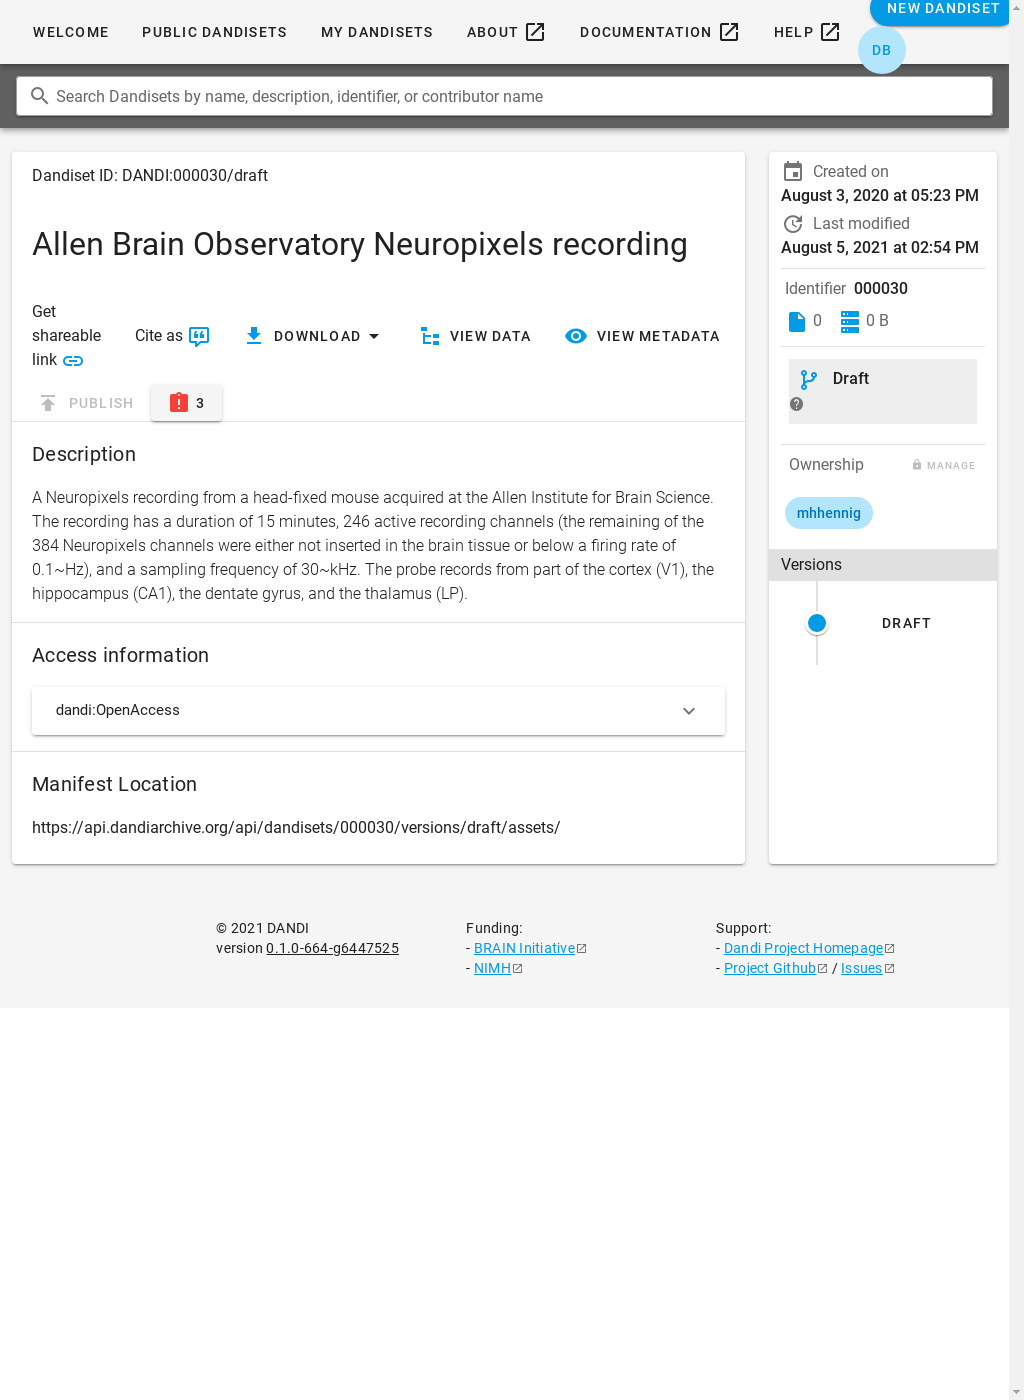 WELCOME
PUBLIC DANDISETS
MY DANDISETS
ABOUT
DOCUMENTATION
HELP
NEW DANDISET
DB
Search Dandisets by name, description, identifier, or contributor name
Dandiset ID: DANDI:000030/draft
Allen Brain Observatory Neuropixels recording
Get
shareable
link
Cite as
DOWNLOAD
VIEW DATA
VIEW METADATA
PUBLISH
3
Description
A Neuropixels recording from a head-fixed mouse acquired at the Allen Institute for Brain Science.
The recording has a duration of 15 minutes, 246 active recording channels (the remaining of the
384 Neuropixels channels were either not inserted in the brain tissue or below a firing rate of
0.1~Hz), and a sampling frequency of 30~kHz. The probe records from part of the cortex (V1), the
hippocampus (CA1), the dentate gyrus, and the thalamus (LP).
Access information
dandi:OpenAccess
Manifest Location
https://api.dandiarchive.org/api/dandisets/000030/versions/draft/assets/
Created on
August 3, 2020 at 05:23 PM
Last modified
August 5, 2021 at 02:54 PM
Identifier 000030
0
0 B
Draft
Ownership
MANAGE
mhhennig
Versions
DRAFT
© 2021 DANDI
version 0.1.0-664-g6447525
Funding:
- BRAIN Initiative
- NIMH
Support:
- Dandi Project Homepage
- Project Github / Issues